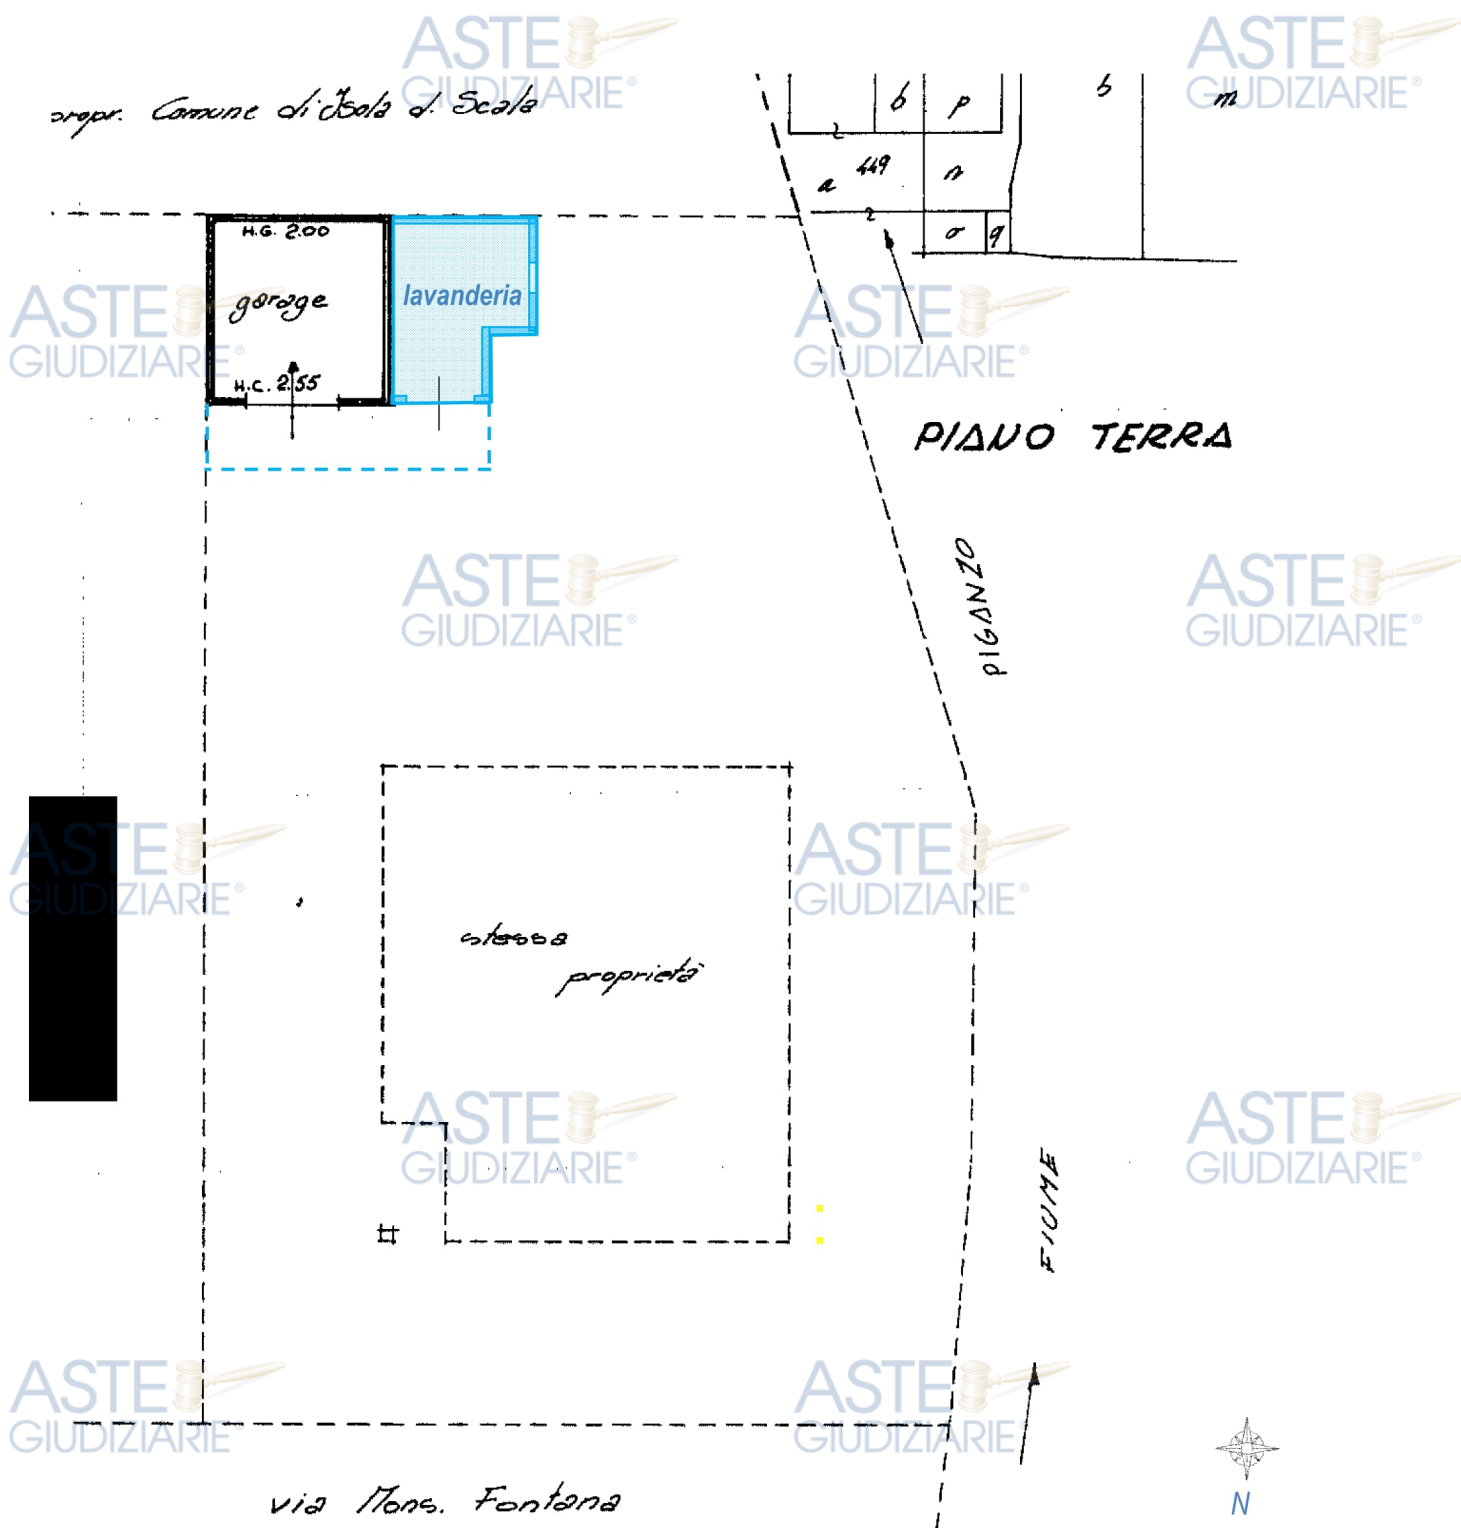 propr. Comune di Isola d. Scala
b
p
b
m
a
449
n
o
q
H.G. 2.00
garage
lavanderia
H.C. 2.55
PIANO TERRA
PIGANZO
stessa
proprietà
FIUME
via Mons. Fontana
N
ASTE
GIUDIZIARIE®